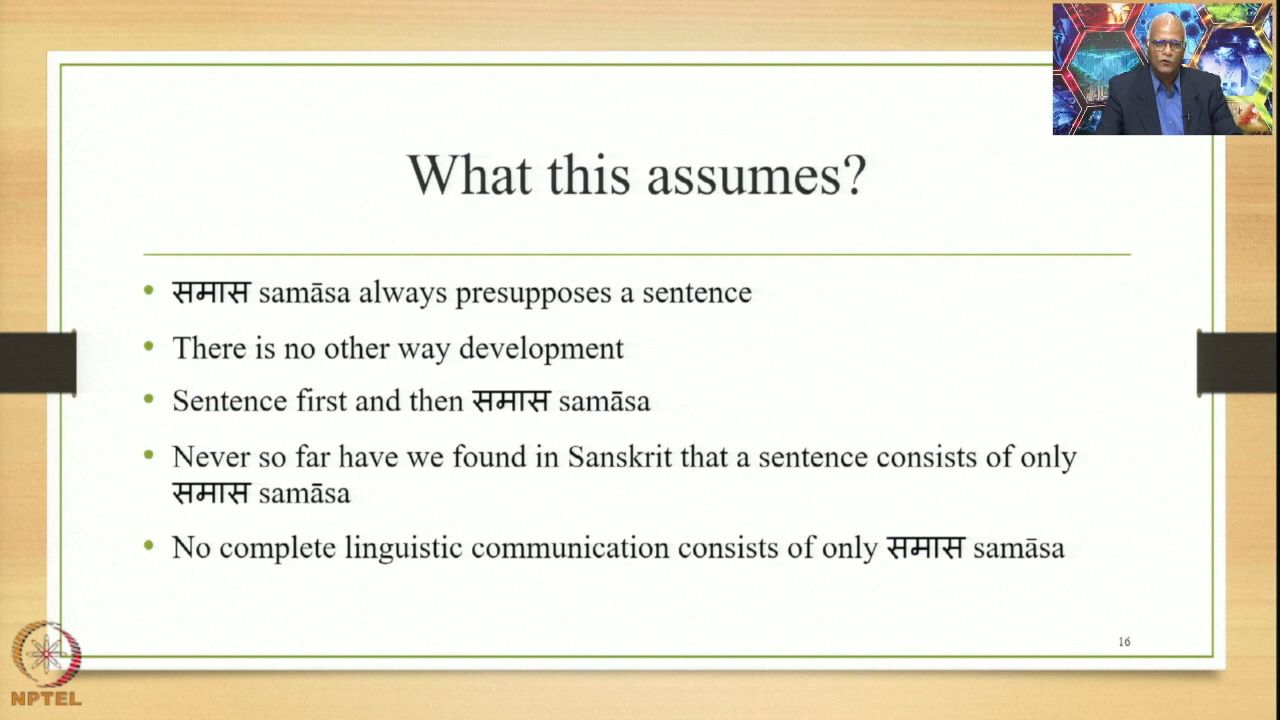 What this assumes?
• समास samāsa always presupposes a sentence
• There is no other way development
• Sentence first and then समास samāsa
• Never so far have we found in Sanskrit that a sentence consists of only
समास samāsa
• No complete linguistic communication consists of only समास samāsa
16
NPTEL